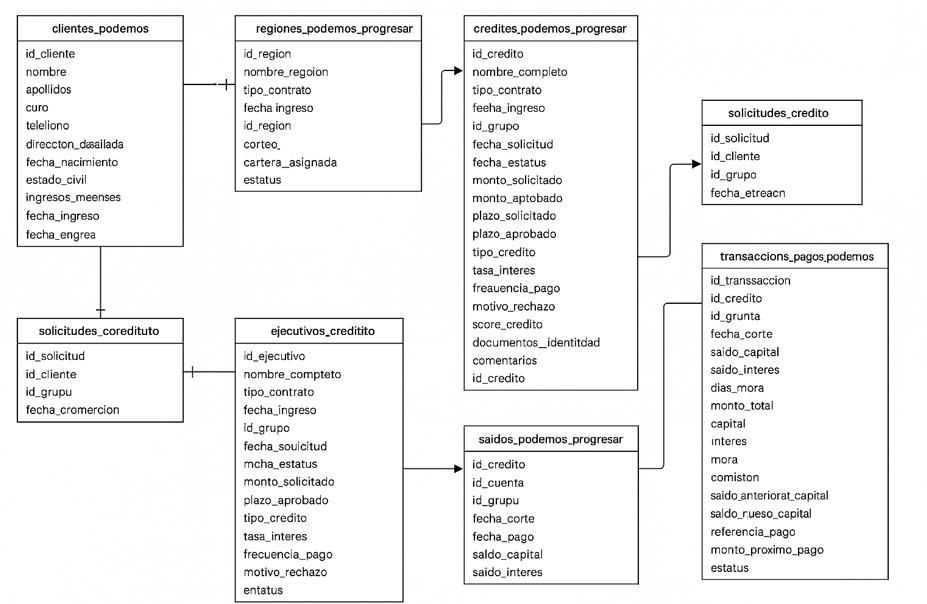 clientes_podemos
id_cliente
nombre
apollidos
curo
teleliono
direccton_dasailada
fecha_nacimiento
estado_civil
ingresos_meenses
fecha_ingreso
fecha_engrea
regiones_podemos_progresar
id_region
nombre_regoion
tipo_contrato
fecha ingreso
id_region
corteo_
cartera_asignada
estatus
credites_podemos_progresar
id_credito
nombre_completo
tipo_contrato
feeha_ingreso
id_grupo
fecha_solicitud
fecha_estatus
monto_solicitado
monto_aptobado
plazo_solicitado
plazo_aprobado
tipo_credito
tasa_interes
freauencia_pago
motivo_rechazo
score_credito
documentos_identitdad
comentarios
id_credito
solicitudes_credito
id_solicitud
id_cliente
id_grupo
fecha_etreacn
solicitudes_coredituto
id_solicitud
id_cliente
id_grupu
fecha_cromercion
ejecutivos_creditito
id_ejecutivo
nombre_compteto
tipo_contrato
fecha_ingreso
id_grupo
fecha_souicitud
mcha_estatus
monto_solicitado
plazo_aprobado
tipo_credito
tasa_interes
frecuencia_pago
motivo_rechazo
entatus
saidos_podemos_progresar
id_credito
id_cuenta
id_grupu
fecha_corte
fecha_pago
saldo_capital
saido_interes
transaccions_pagos_podemos
id_transsaccion
id_credito
id_grunta
fecha_corte
saido_capital
saido_interes
dias_mora
monto_total
capital
interes
mora
comiston
saido_anteriorat_capital
saldo_rueso_capital
referencia_pago
monto_proximo_pago
estatus